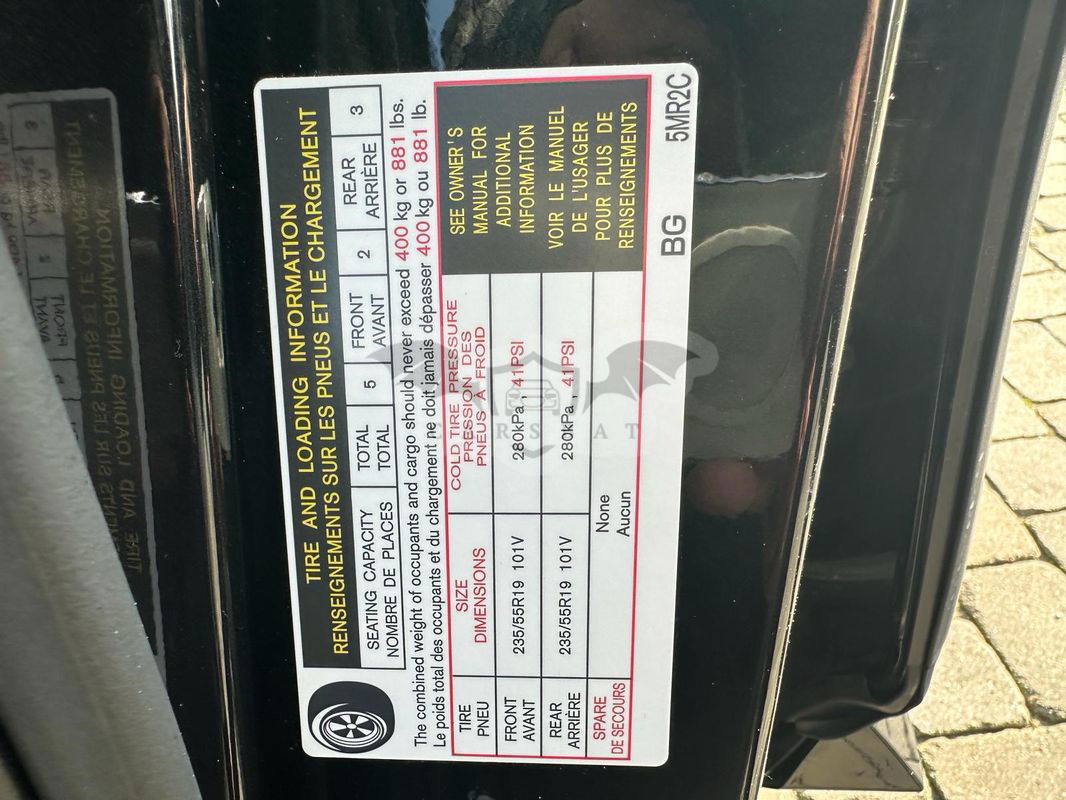 TIRE AND LOADING INFORMATION
RENSEIGNEMENTS SUR LES PNEUS ET LE CHARGEMENT
SEATING CAPACITY TOTAL 5 FRONT 2 REAR 3
NOMBRE DE PLACES TOTAL AVANT ARRIÈRE
The combined weight of occupants and cargo should never exceed 400 kg or 881 lbs.
Le poids total des occupants et du chargement ne doit jamais dépasser 400 kg ou 881 lb.
TIRE
PNEU
SIZE
DIMENSIONS
COLD TIRE PRESSURE
PRESSION DES
PNEUS A FROID
FRONT
AVANT
235/55R19 101V
280kPa, 41PSI
REAR
ARRIÈRE
235/55R19 101V
280kPa, 41PSI
SPARE
DE SECOURS
None
Aucun
SEE OWNER'S
MANUAL FOR
ADDITIONAL
INFORMATION
VOIR LE MANUEL
DE L'USAGER
POUR PLUS DE
RENSEIGNEMENTS
BG 5MR2C